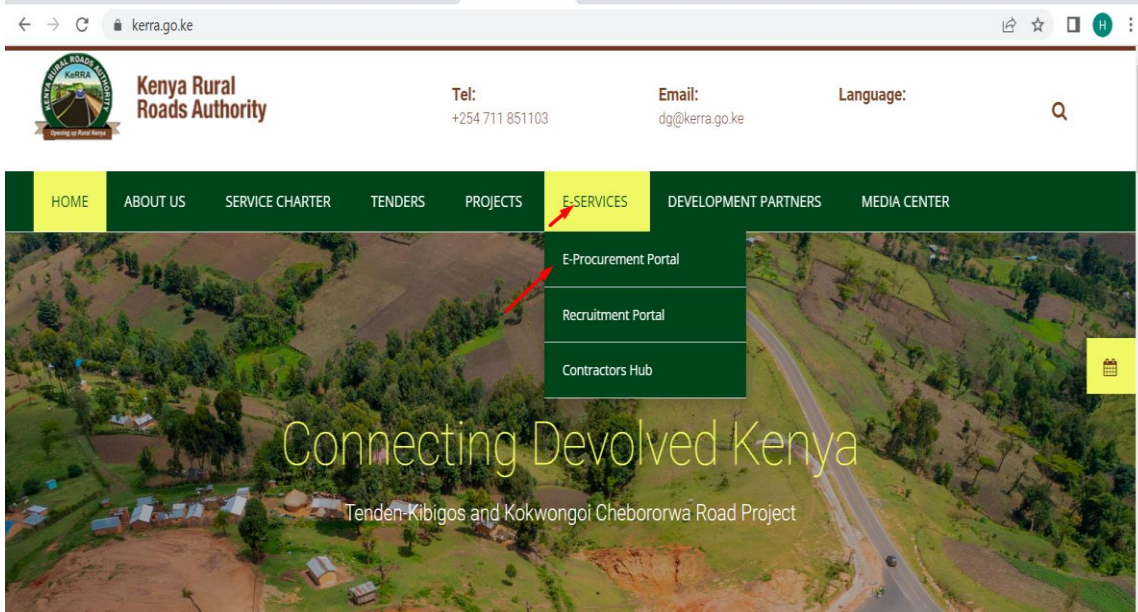 kerra.go.ke
H
KENYA RURAL ROADS AUTHORITY
KeRRA
Opening up Rural Kenya
Kenya Rural
Roads Authority
Tel:
+254 711 851103
Email:
dg@kerra.go.ke
Language:
HOME ABOUT US SERVICE CHARTER TENDERS PROJECTS E-SERVICES DEVELOPMENT PARTNERS MEDIA CENTER
E-Procurement Portal
Recruitment Portal
Contractors Hub
Connecting Devolved Kenya
Tenden-Kibigos and Kokwongoi Chebororwa Road Project